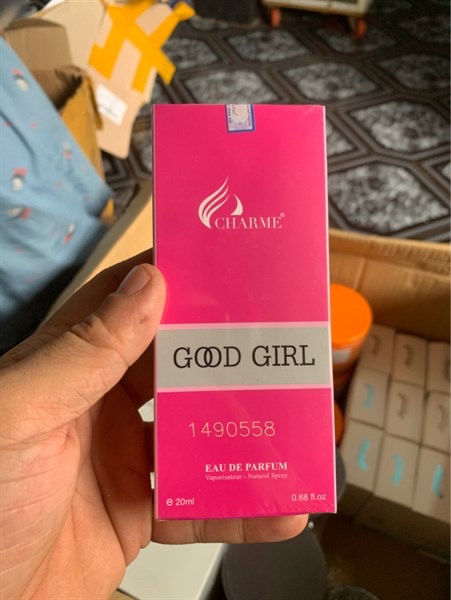 CHARME®
GOOD GIRL
1490558
EAU DE PARFUM
Vaporisateur - Natural Spray
e 20ml
0.68 fl.oz